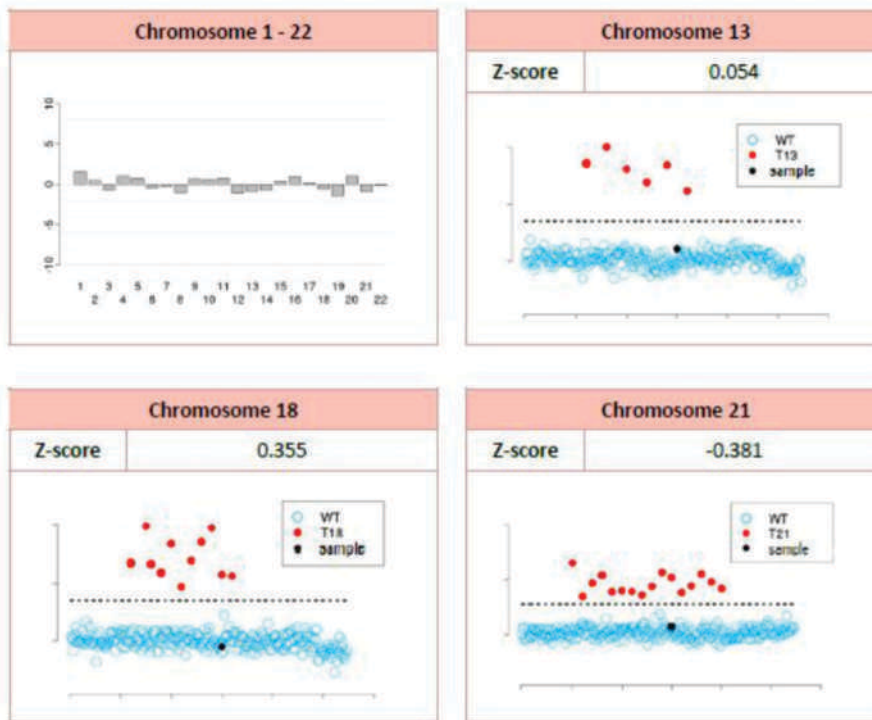 Chromosome 1 - 22
10
5
0
-5
-10
1 3 5 7 9 11 13 15 17 19 21
2 4 6 8 10 12 14 16 18 20 22
Chromosome 13
Z-score 0.054
WT
T13
sample
Chromosome 18
Z-score 0.355
WT
T18
sample
Chromosome 21
Z-score -0.381
WT
T21
sample